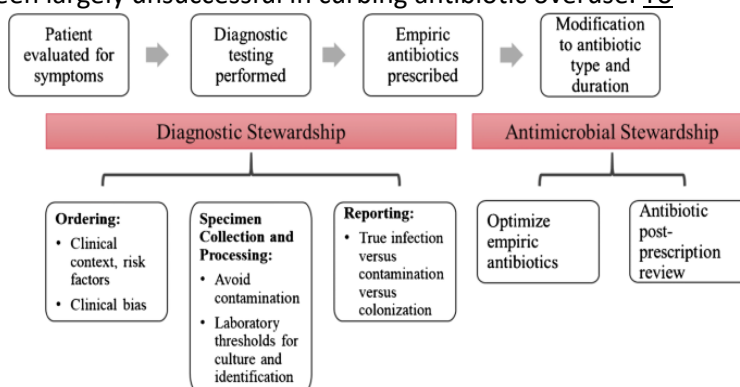 een largely unsuccessful in curbing antibiotic overuse. To
Patient
evaluated for
symptoms
Diagnostic
testing
performed
Empiric
antibiotics
prescribed
Modification
to antibiotic
type and
duration
Diagnostic Stewardship
Antimicrobial Stewardship
Ordering:
• Clinical
context, risk
factors
• Clinical bias
Specimen
Collection and
Processing:
• Avoid
contamination
• Laboratory
thresholds for
culture and
identification
Reporting:
• True infection
versus
contamination
versus
colonization
Optimize
empiric
antibiotics
Antibiotic
post-
prescription
review